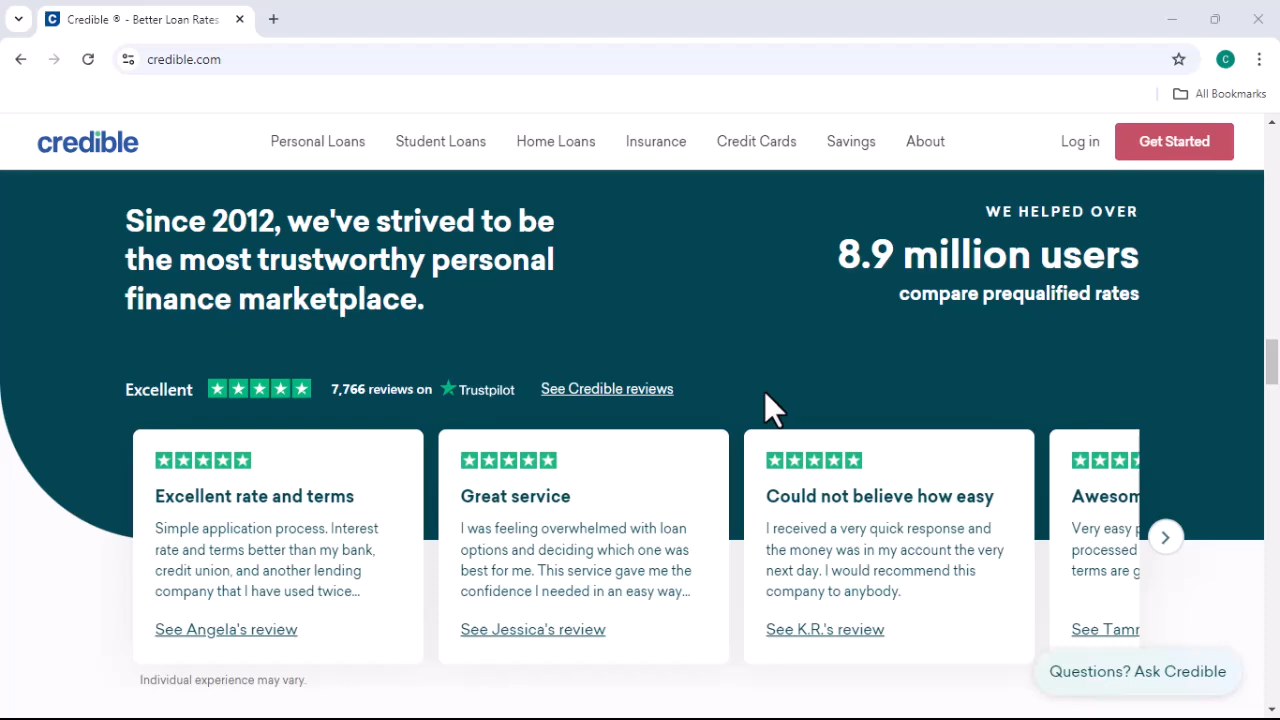 Credible ® - Better Loan Rates
credible.com
C
All Bookmarks
credible
Personal Loans
Student Loans
Home Loans
Insurance
Credit Cards
Savings
About
Log in
Get Started
Since 2012, we've strived to be
the most trustworthy personal
finance marketplace.
WE HELPED OVER
8.9 million users
compare prequalified rates
Excellent
7,766 reviews on
Trustpilot
See Credible reviews
Excellent rate and terms
Simple application process. Interest
rate and terms better than my bank,
credit union, and another lending
company that I have used twice...
See Angela's review
Great service
I was feeling overwhelmed with loan
options and deciding which one was
best for me. This service gave me the
confidence I needed in an easy way...
See Jessica's review
Could not believe how easy
I received a very quick response and
the money was in my account the very
next day. I would recommend this
company to anybody.
See K.R.'s review
Awesom
Very easy p
processed
terms are g
See Tamr
Individual experience may vary.
Questions? Ask Credible